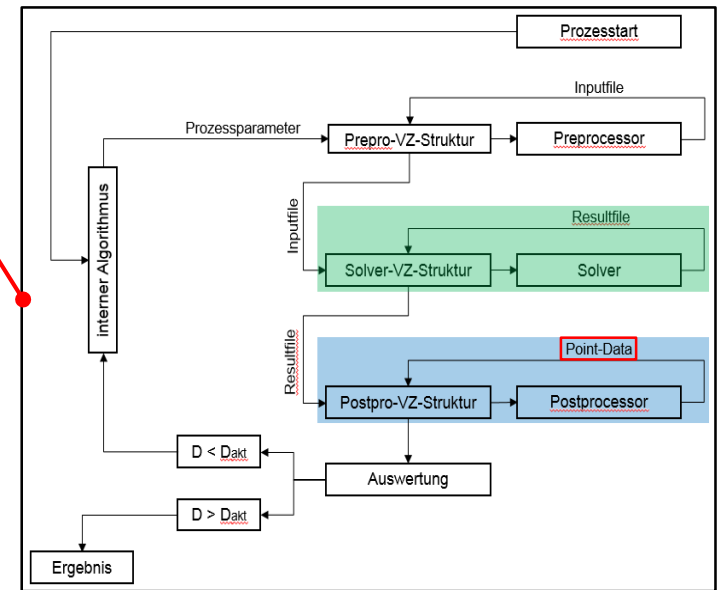 Prozesstart
Inputfile
Prozessparameter
Prepro-VZ-Struktur
Preprocessor
interner Algorithmus
Inputfile
Resultfile
Solver-VZ-Struktur
Solver
Resultfile
Point-Data
Postpro-VZ-Struktur
Postprocessor
D < Dakt
Auswertung
D > Dakt
Ergebnis